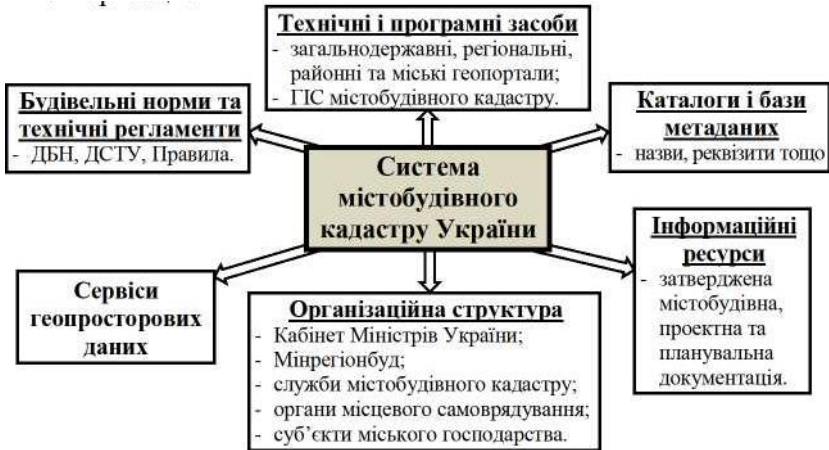 Технічні і програмні засоби
- загальнодержавні, регіональні,
районні та міські геопортали;
- ГІС містобудівного кадастру.
Будівельні норми та
технічні регламенти
- ДБН, ДСТУ, Правила.
Каталоги і бази
метаданих
- назви, реквізити тощо
Система
містобудівного
кадастру України
Інформаційні
ресурси
- затверджена
містобудівна,
проектна та
планувальна
документація.
Сервіси
геопросторових
даних
Організаційна структура
- Кабінет Міністрів України;
- Мінрегіонбуд;
- служби містобудівного кадастру;
- органи місцевого самоврядування;
- суб’єкти міського господарства.